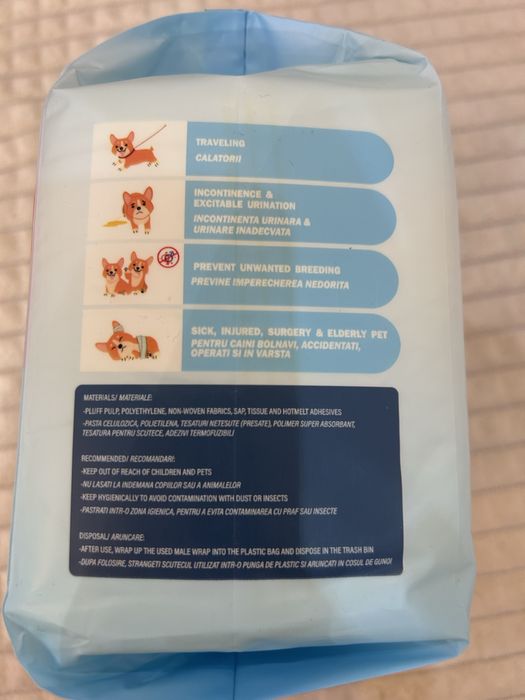 TRAVELING
CALATORII
INCONTINENCE &
EXCITABLE URINATION
INCONTINENTA URINARA &
URINARE INADECVATA
PREVENT UNWANTED BREEDING
PREVINE IMPERECHEREA NEDORITA
SICK, INJURED, SURGERY & ELDERLY PET
PENTRU CAINI BOLNAVI, ACCIDENTATI,
OPERATI SI IN VARSTA
MATERIALS/ MATERIALE:
-PLUFF PULP, POLYETHYLENE, NON-WOVEN FABRICS, SAP, TISSUE AND HOTMELT ADHESIVES
-PASTA CELULOZICA, POLIETILENA, TESATURI NETESUTE (PRESATE), POLIMER SUPER ABSORBANT,
TESATURA PENTRU SCUTECE, ADEZIVI TERMOFUZIBILI
RECOMMENDED/ RECOMANDARI:
-KEEP OUT OF REACH OF CHILDREN AND PETS
-NU LASATI LA INDEMANA COPIILOR SAU A ANIMALELOR
-KEEP HYGIENICALLY TO AVOID CONTAMINATION WITH DUST OR INSECTS
-PASTRATI INTR-O ZONA IGIENICA, PENTRU A EVITA CONTAMINAREA CU PRAF SAU INSECTE
DISPOSAL/ ARUNCARE:
-AFTER USE, WRAP UP THE USED MALE WRAP INTO THE PLASTIC BAG AND DISPOSE IN THE TRASH BIN
-DUPA FOLOSIRE, STRANGETI SCUTECUL UTILIZAT INTR-O PUNGA DE PLASTIC SI ARUNCATI IN COSUL DE GUNOI